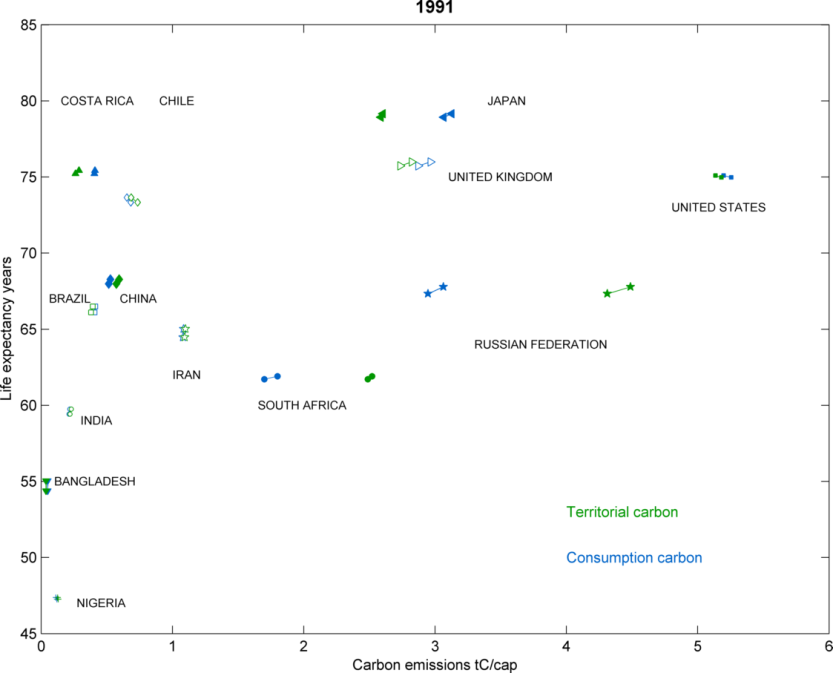 1991
85
80
75
70
65
60
55
50
45
Life expectancy years
COSTA RICA
CHILE
JAPAN
UNITED KINGDOM
UNITED STATES
BRAZIL
CHINA
RUSSIAN FEDERATION
IRAN
SOUTH AFRICA
INDIA
BANGLADESH
NIGERIA
Territorial carbon
Consumption carbon
0 1 2 3 4 5 6
Carbon emissions tC/cap